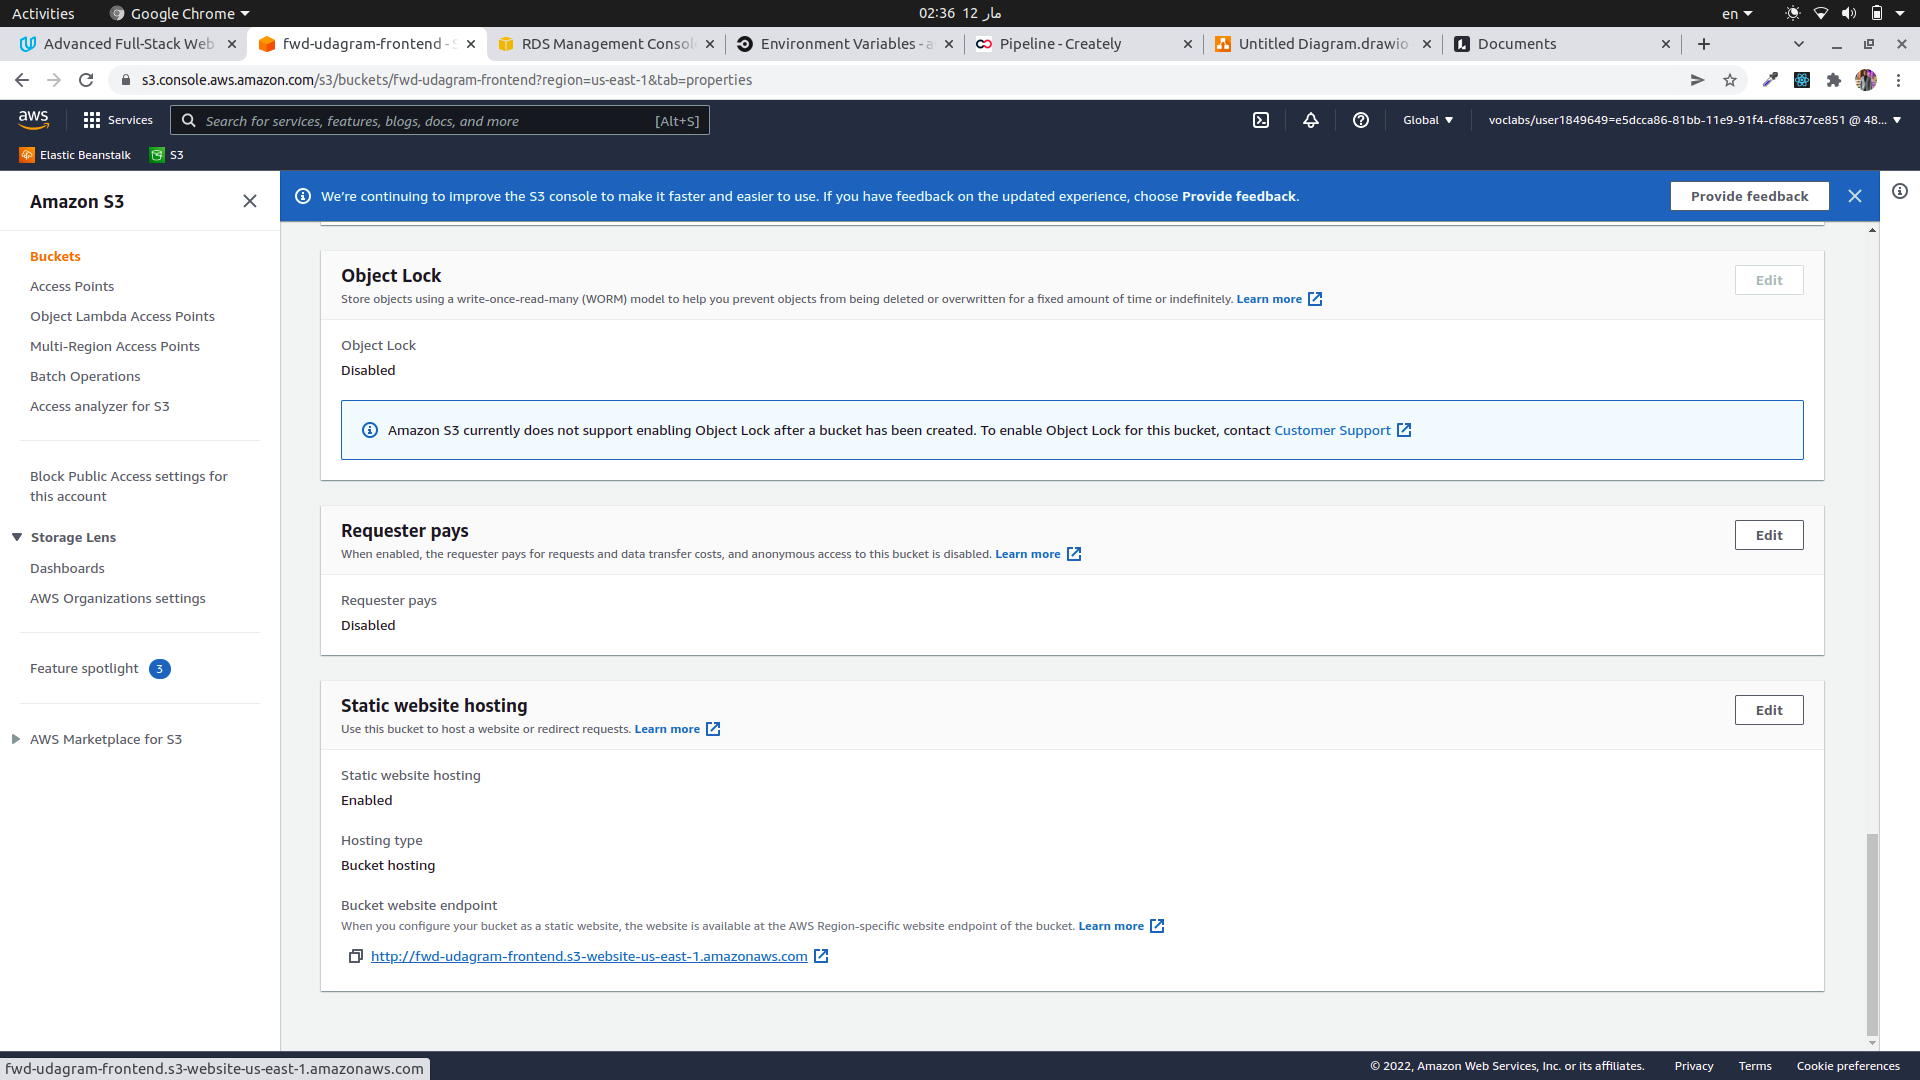 Activities
Google Chrome
02:36 12 مار
en
Advanced Full-Stack Web
fwd-udagram-frontend - S
RDS Management Consol
Environment Variables - a
Pipeline - Creately
Untitled Diagram.drawio
Documents
s3.console.aws.amazon.com/s3/buckets/fwd-udagram-frontend?region=us-east-1&tab=properties
aws
Services
Search for services, features, blogs, docs, and more
[Alt+S]
Global
voclabs/user1849649=e5dcca86-81bb-11e9-91f4-cf88c37ce851 @ 48...
Elastic Beanstalk
S3
Amazon S3
We're continuing to improve the S3 console to make it faster and easier to use. If you have feedback on the updated experience, choose Provide feedback.
Provide feedback
Buckets
Access Points
Object Lambda Access Points
Multi-Region Access Points
Batch Operations
Access analyzer for S3
Block Public Access settings for
this account
Storage Lens
Dashboards
AWS Organizations settings
Feature spotlight 3
AWS Marketplace for S3
Object Lock
Edit
Store objects using a write-once-read-many (WORM) model to help you prevent objects from being deleted or overwritten for a fixed amount of time or indefinitely. Learn more
Object Lock
Disabled
Amazon S3 currently does not support enabling Object Lock after a bucket has been created. To enable Object Lock for this bucket, contact Customer Support
Requester pays
Edit
When enabled, the requester pays for requests and data transfer costs, and anonymous access to this bucket is disabled. Learn more
Requester pays
Disabled
Static website hosting
Edit
Use this bucket to host a website or redirect requests. Learn more
Static website hosting
Enabled
Hosting type
Bucket hosting
Bucket website endpoint
When you configure your bucket as a static website, the website is available at the AWS Region-specific website endpoint of the bucket. Learn more
http://fwd-udagram-frontend.s3-website-us-east-1.amazonaws.com
fwd-udagram-frontend.s3-website-us-east-1.amazonaws.com
© 2022, Amazon Web Services, Inc. or its affiliates.
Privacy
Terms
Cookie preferences